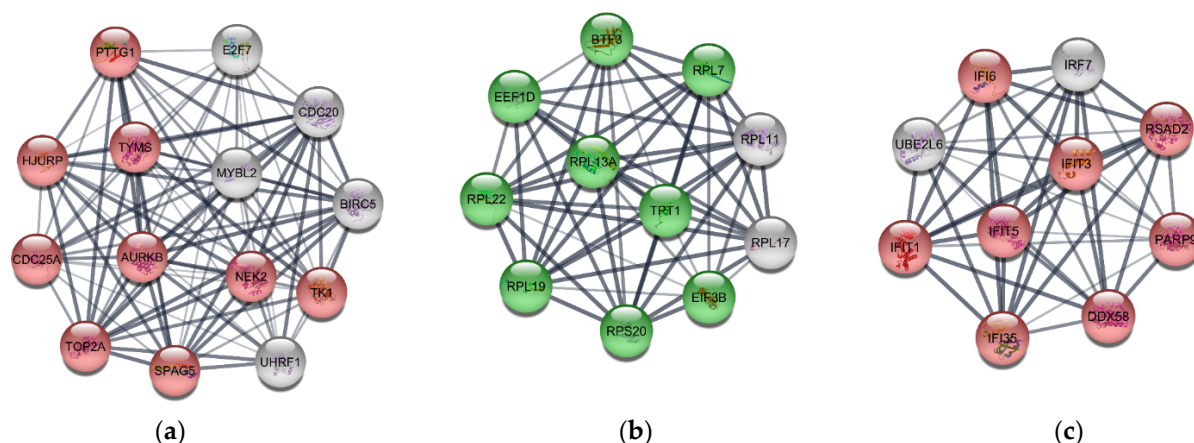 PTTG1
E2F7
CDC20
TYMS
HJURP
MYBL2
BIRC5
CDC25A
AURKB
NEK2
TK1
TOP2A
SPAG5
UHRF1
(a)
BTF3
RPL7
EEF1D
RPL11
RPL13A
RPL22
TPT1
RPL17
RPL19
EIF3B
RPS20
(b)
IFI6
IRF7
RSAD2
UBE2L6
IFIT3
IFIT5
PARP9
IFIT1
DDX58
IFI35
(c)